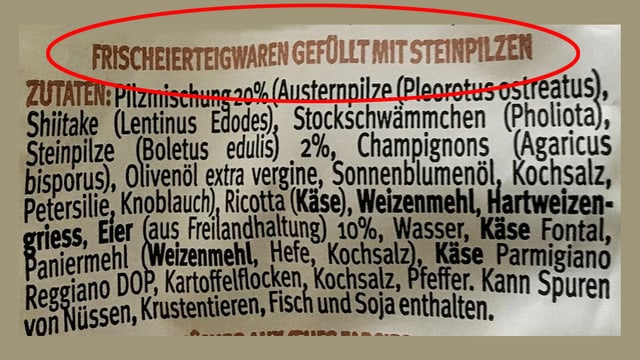 FRISCHEIERTEIGWAREN GEFÜLLT MIT STEINPILZEN
ZUTATEN: Pilzmischung 20% (Austernpilze (Pleorotus ostreatus),
Shiitake (Lentinus Edodes), Stockschwämmchen (Pholiota),
Steinpilze (Boletus edulis) 2%, Champignons (Agaricus
bisporus), Olivenöl extra vergine, Sonnenblumenöl, Kochsalz,
Petersilie, Knoblauch), Ricotta (Käse), Weizenmehl, Hartweizen-
griess, Eier (aus Freilandhaltung) 10%, Wasser, Käse Fontal,
Paniermehl (Weizenmehl, Hefe, Kochsalz), Käse Parmigiano
Reggiano DOP, Kartoffelflocken, Kochsalz, Pfeffer. Kann Spuren
von Nüssen, Krustentieren, Fisch und Soja enthalten.